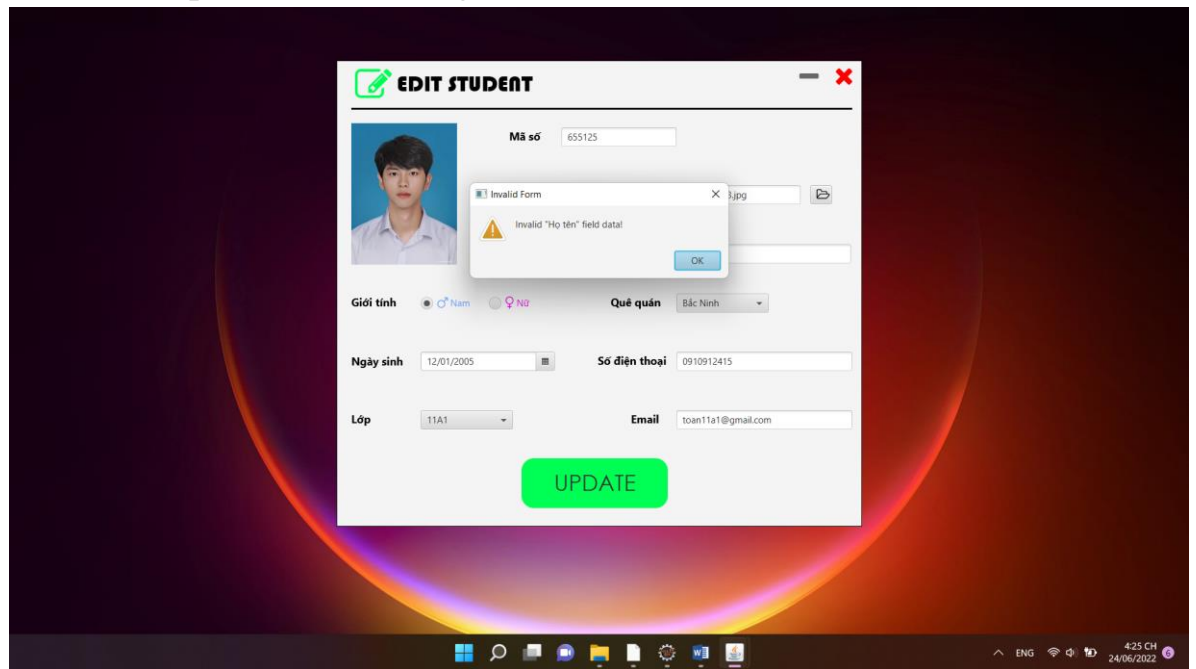 EDIT STUDENT
Mã số 655125
Invalid Form
3.jpg
Invalid "Họ tên" field data!
OK
Giới tính Nam Nữ Quê quán Bắc Ninh
Ngày sinh 12/01/2005 Số điện thoại 0910912415
Lớp 11A1 Email toan11a1@gmail.com
UPDATE
ENG 4:25 CH
24/06/2022 6